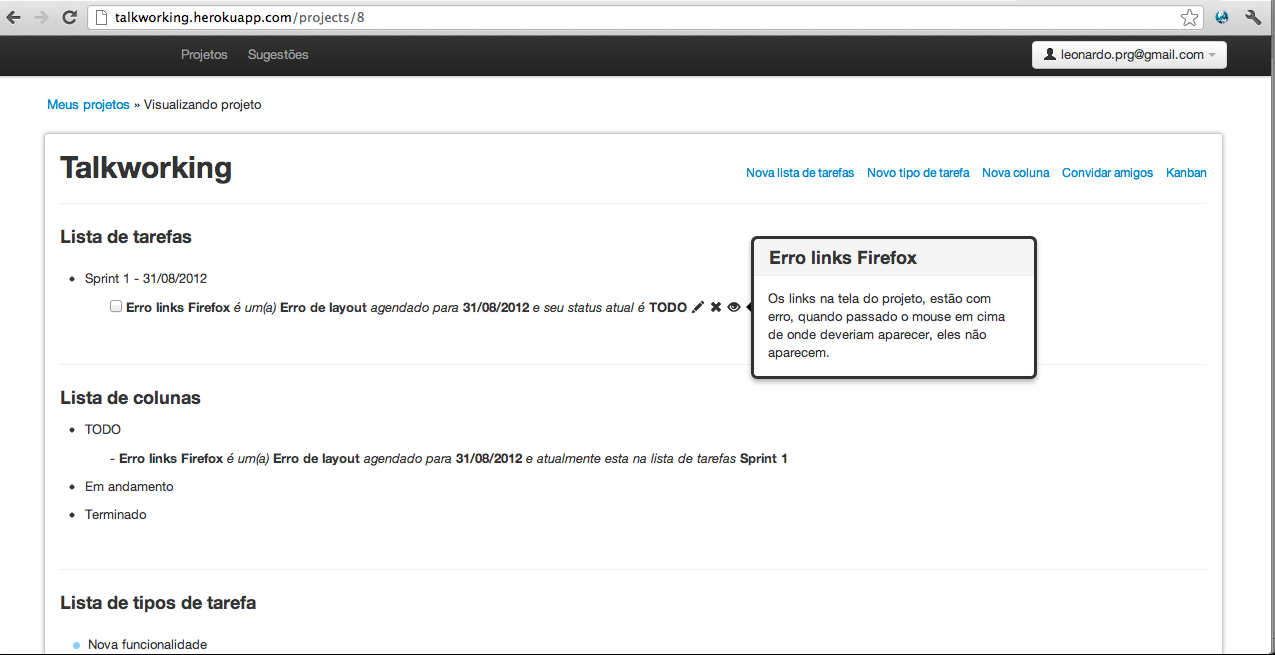 talkworking.herokuapp.com/projects/8
Projetos Sugestões leonardo.prg@gmail.com
Meus projetos » Visualizando projeto
Talkworking
Nova lista de tarefas Novo tipo de tarefa Nova coluna Convidar amigos Kanban
Lista de tarefas
• Sprint 1 - 31/08/2012
Erro links Firefox é um(a) Erro de layout agendado para 31/08/2012 e seu status atual é TODO
Erro links Firefox
Os links na tela do projeto, estão com
erro, quando passado o mouse em cima
de onde deveriam aparecer, eles não
aparecem.
Lista de colunas
• TODO
- Erro links Firefox é um(a) Erro de layout agendado para 31/08/2012 e atualmente esta na lista de tarefas Sprint 1
• Em andamento
• Terminado
Lista de tipos de tarefa
• Nova funcionalidade